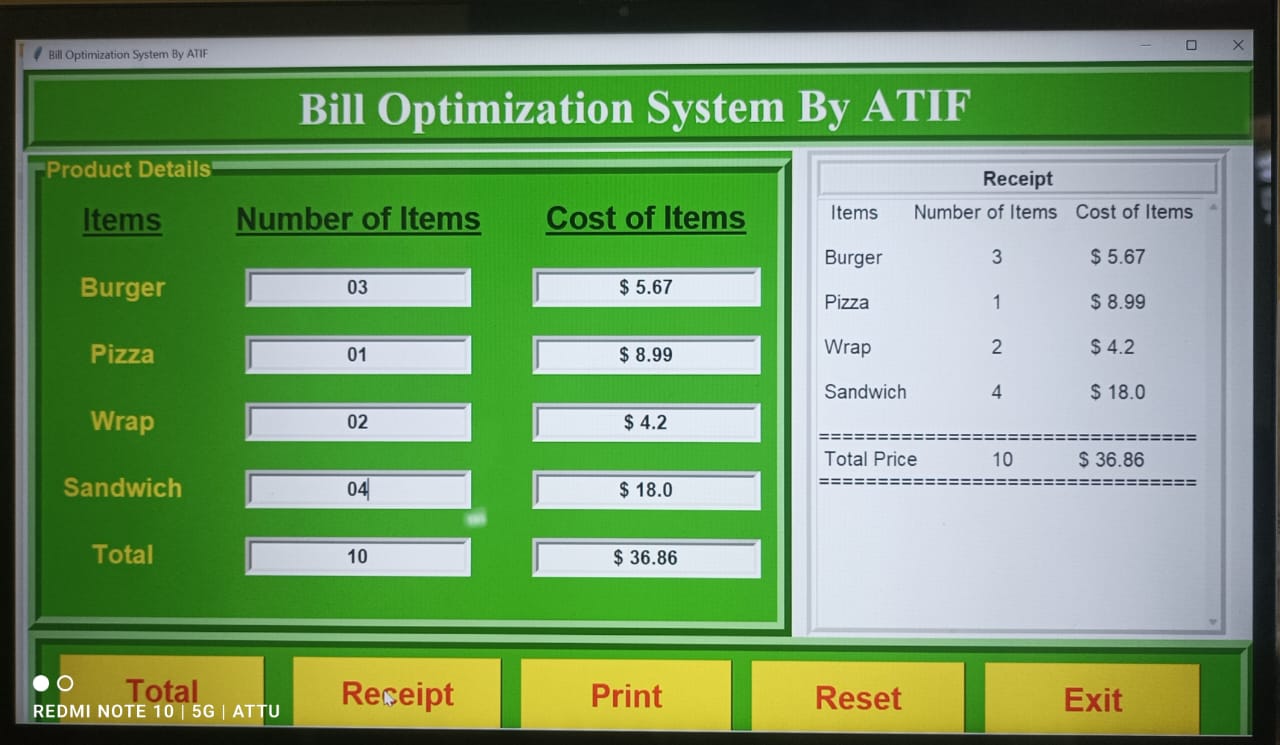 Bill Optimization System By ATIF
Bill Optimization System By ATIF
Product Details
Items Number of Items Cost of Items
Burger 03 $ 5.67
Pizza 01 $ 8.99
Wrap 02 $ 4.2
Sandwich 04 $ 18.0
Total 10 $ 36.86
Receipt
Items Number of Items Cost of Items
Burger 3 $ 5.67
Pizza 1 $ 8.99
Wrap 2 $ 4.2
Sandwich 4 $ 18.0
================================
Total Price 10 $ 36.86
================================
Total Receipt Print Reset Exit
REDMI NOTE 10 | 5G | ATTU